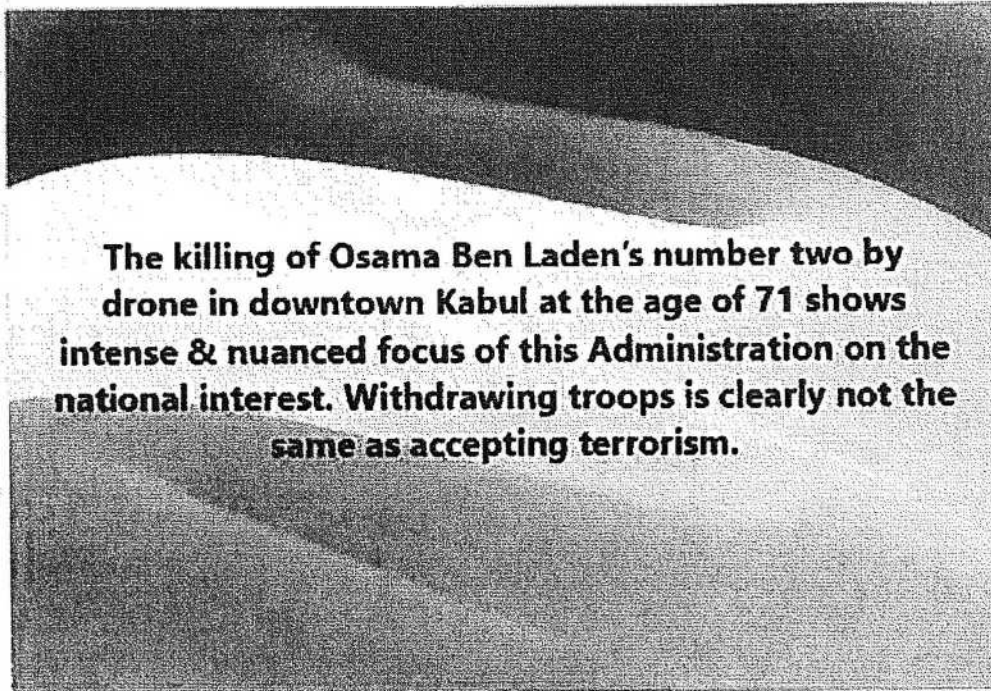 The killing of Osama Ben Laden's number two by
drone in downtown Kabul at the age of 71 shows
intense & nuanced focus of this Administration on the
national interest. Withdrawing troops is clearly not the
same as accepting terrorism.